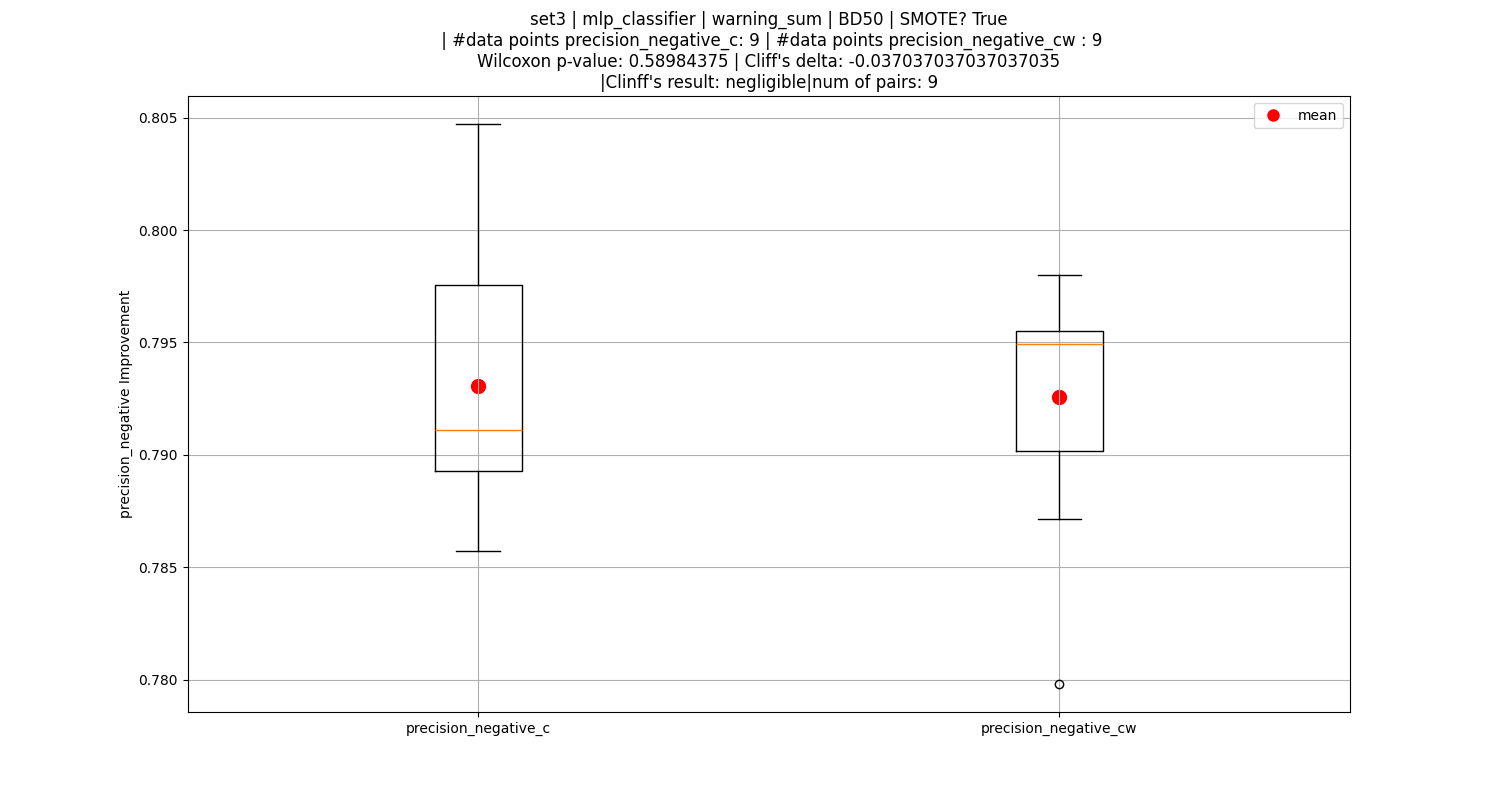 set3 | mlp_classifier | warning_sum | BD50 | SMOTE? True
| #data points precision_negative_c: 9 | #data points precision_negative_cw : 9
Wilcoxon p-value: 0.58984375 | Cliff's delta: -0.037037037037037035
|Clinff's result: negligible|num of pairs: 9
mean
0.805
0.800
0.795
0.790
0.785
0.780
precision_negative Improvement
precision_negative_c
precision_negative_cw